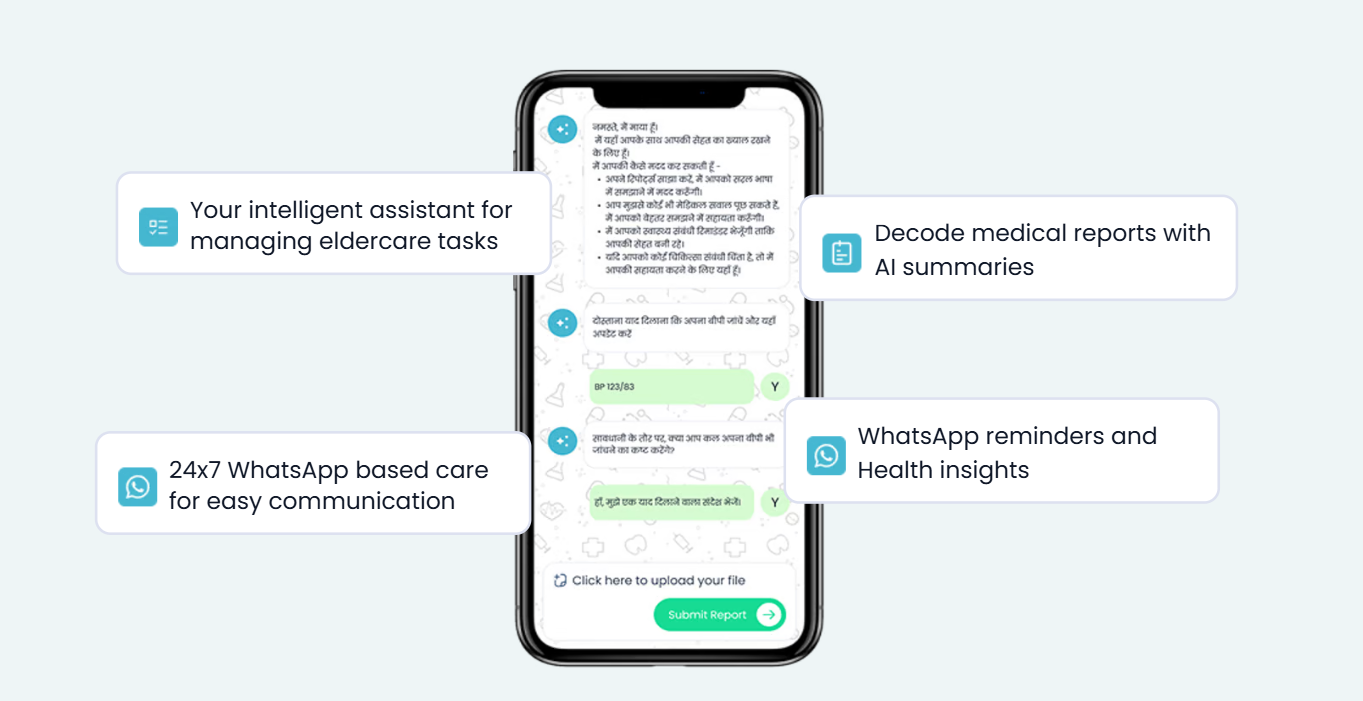 Your intelligent assistant for
managing eldercare tasks
24x7 WhatsApp based care
for easy communication
नमस्ते, मैं माया हूँ।
में यहाँ आपके साथ आपकी सेहत का ख्याल रखने
के लिए हूँ।
में आपकी कैसे मदद कर सकती हूँ -
• अपने रिपोर्ट्स साझा करें, में आपको सरल भाषा
में समझाने में मदद करूँगी।
• आप मुझसे कोई भी मेडिकल सवाल पूछ सकते हैं,
में आपको बेहतर समझने में सहायता करूँगी।
• में आपको स्वास्थ्य संबंधी रिमाइंडर भेजूँगी ताकि
आपकी सेहत बनी रहे।
• यदि आपको कोई चिकित्सा संबंधी चिंता है, तो में
आपकी सहायता करने के लिए यहाँ हूँ।
दोस्ताना याद दिलाना कि अपना बीपी जांचें और यहाँ
अपडेट करें
BP 123/83
Y
सावधानी के तौर पर, क्या आप कल अपना बीपी भी
जांचने का कष्ट करेंगे?
हाँ, मुझे एक याद दिलाने वाला संदेश भेजें।
Y
Click here to upload your file
Submit Report
Decode medical reports with
AI summaries
WhatsApp reminders and
Health insights